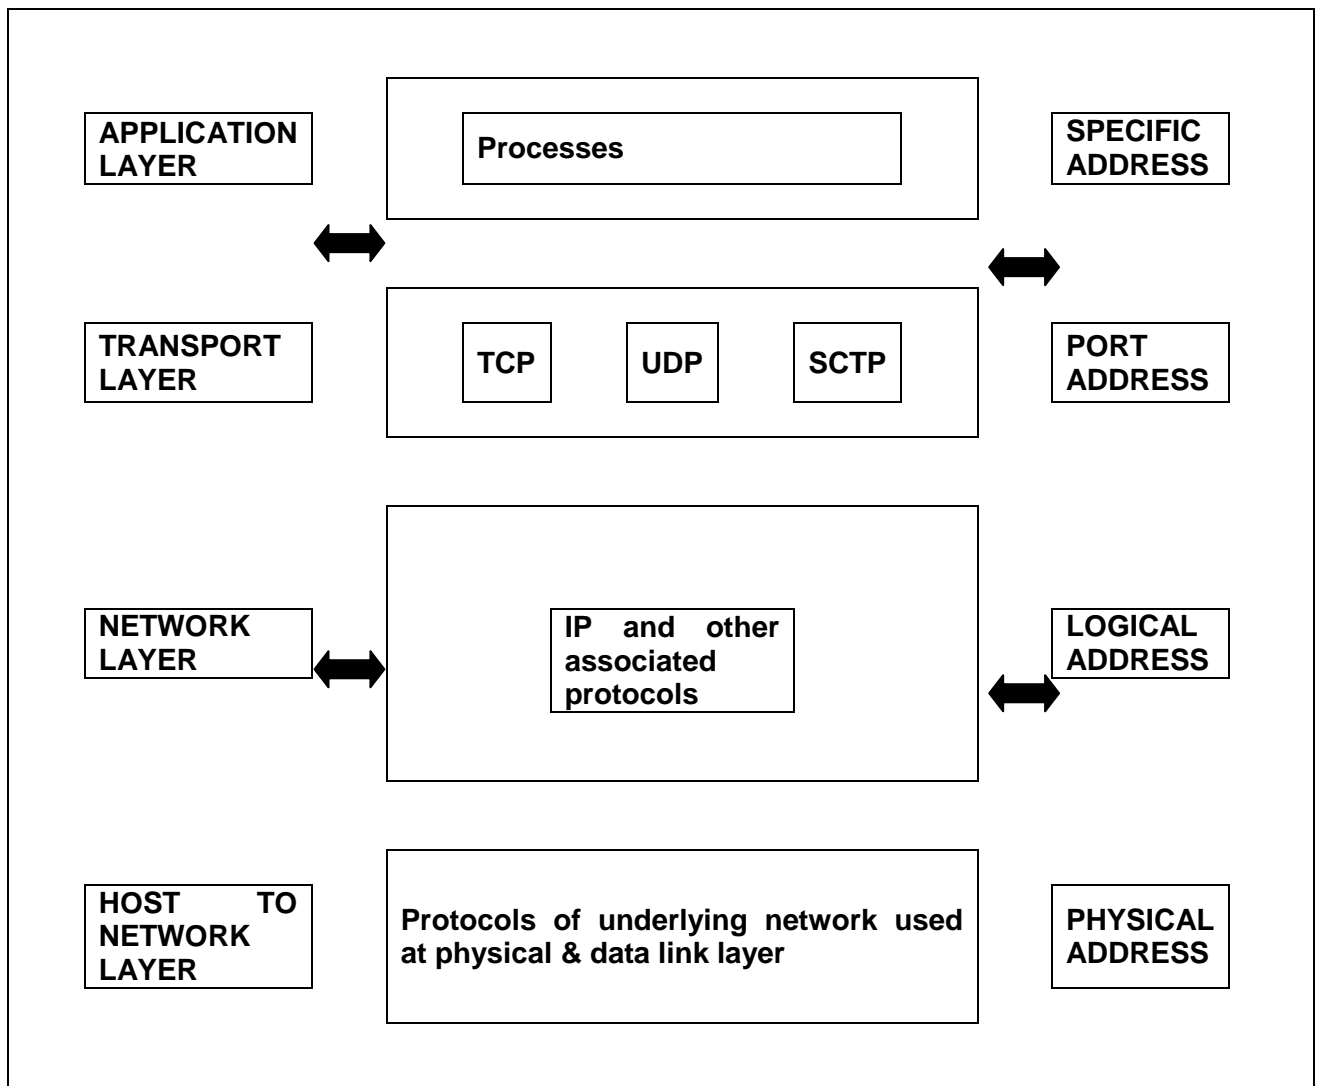 APPLICATION
LAYER
Processes
SPECIFIC
ADDRESS
TRANSPORT
LAYER
TCP
UDP
SCTP
PORT
ADDRESS
NETWORK
LAYER
IP and other
associated
protocols
LOGICAL
ADDRESS
HOST TO
NETWORK
LAYER
Protocols of underlying network used
at physical & data link layer
PHYSICAL
ADDRESS